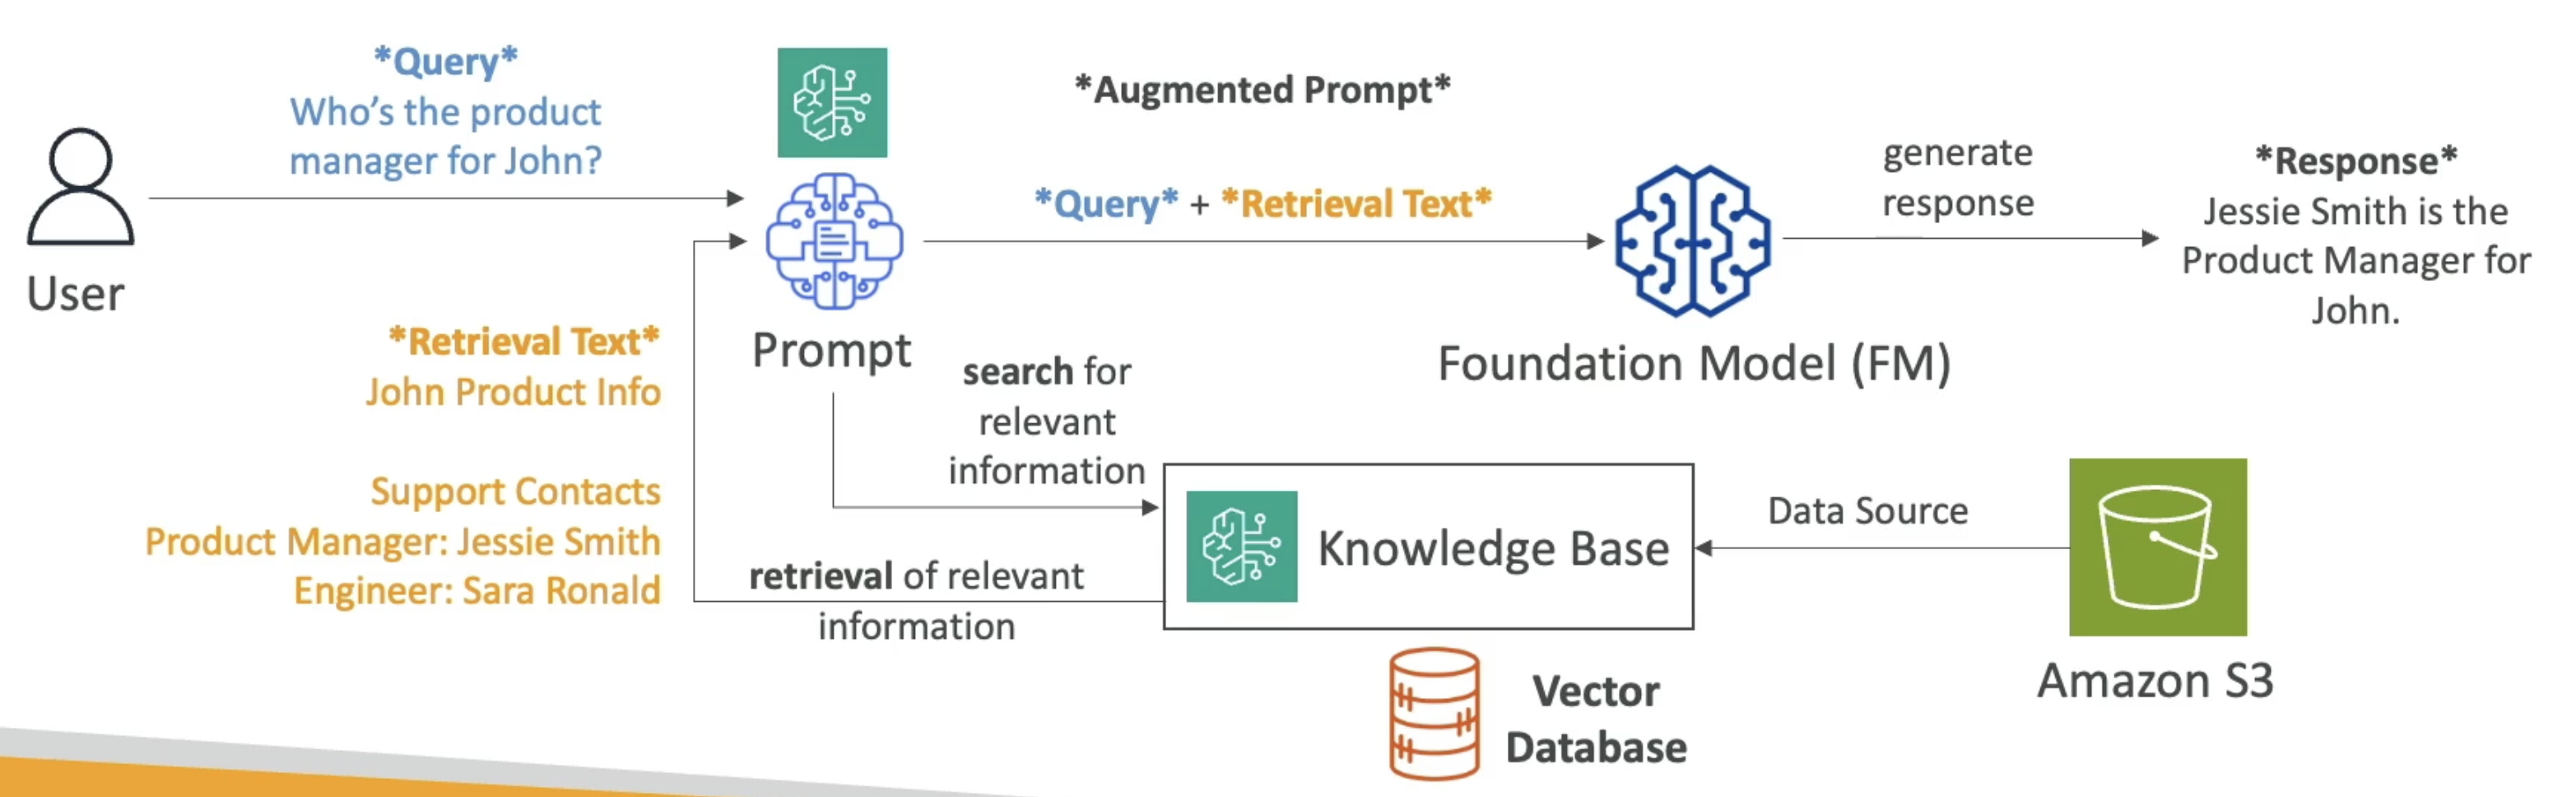 *Query*
Who’s the product
manager for John?
User
Prompt
*Augmented Prompt*
*Query* + *Retrieval Text*
Foundation Model (FM)
generate
response
*Response*
Jessie Smith is the
Product Manager for
John.
*Retrieval Text*
John Product Info
Support Contacts
Product Manager: Jessie Smith
Engineer: Sara Ronald
search for
relevant
information
retrieval of relevant
information
Knowledge Base
Vector
Database
Data Source
Amazon S3